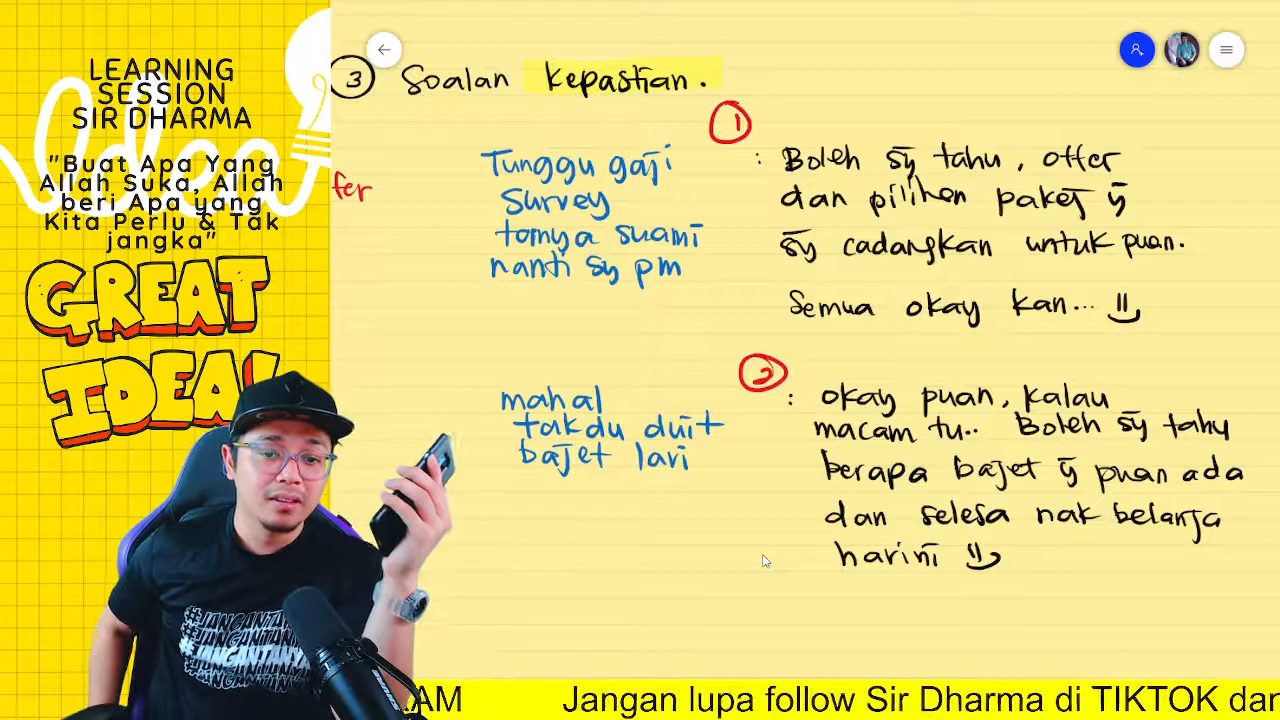 LEARNING
SESSION
SIR DHARMA
"Buat Apa Yang
Allah Suka, Allah
beri Apa yang
Kita Perlu & Tak
jangka"
GREAT
IDEA!
3 Soalan kepastian.
fer
Tunggu gaji
survey
tomya suami
nanti sy pm
1
: Boleh sy tahu, offer
dan pilihan pakej yg
sy cadangkan untuk puan.
Semua okay kan...
mahal
takdu duit
bajet lari
2
: okay puan, kalau
macam tu.. Boleh sy tahu
berapa bajet yg puan ada
dan selesa nak belanja
harini
#JANGANTANYA
AM Jangan lupa follow Sir Dharma di TIKTOK dar